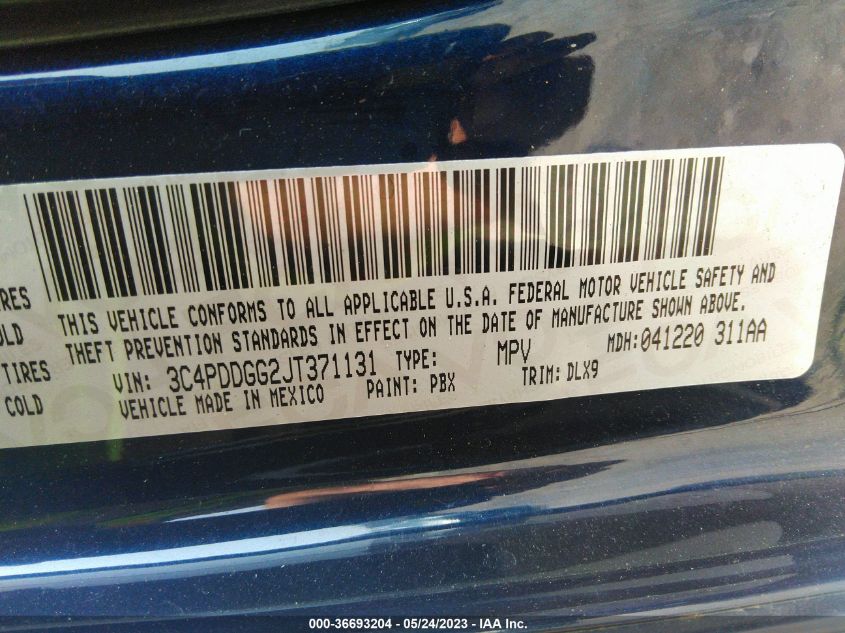 THIS VEHICLE CONFORMS TO ALL APPLICABLE U.S.A. FEDERAL MOTOR VEHICLE SAFETY AND
THEFT PREVENTION STANDARDS IN EFFECT ON THE DATE OF MANUFACTURE SHOWN ABOVE.
VIN: 3C4PDDGG2JT371131 TYPE: MPV MDH:041220 311AA
VEHICLE MADE IN MEXICO PAINT: PBX TRIM: DLX9
TIRES
COLD
000-36693204 - 05/24/2023 - IAA Inc.